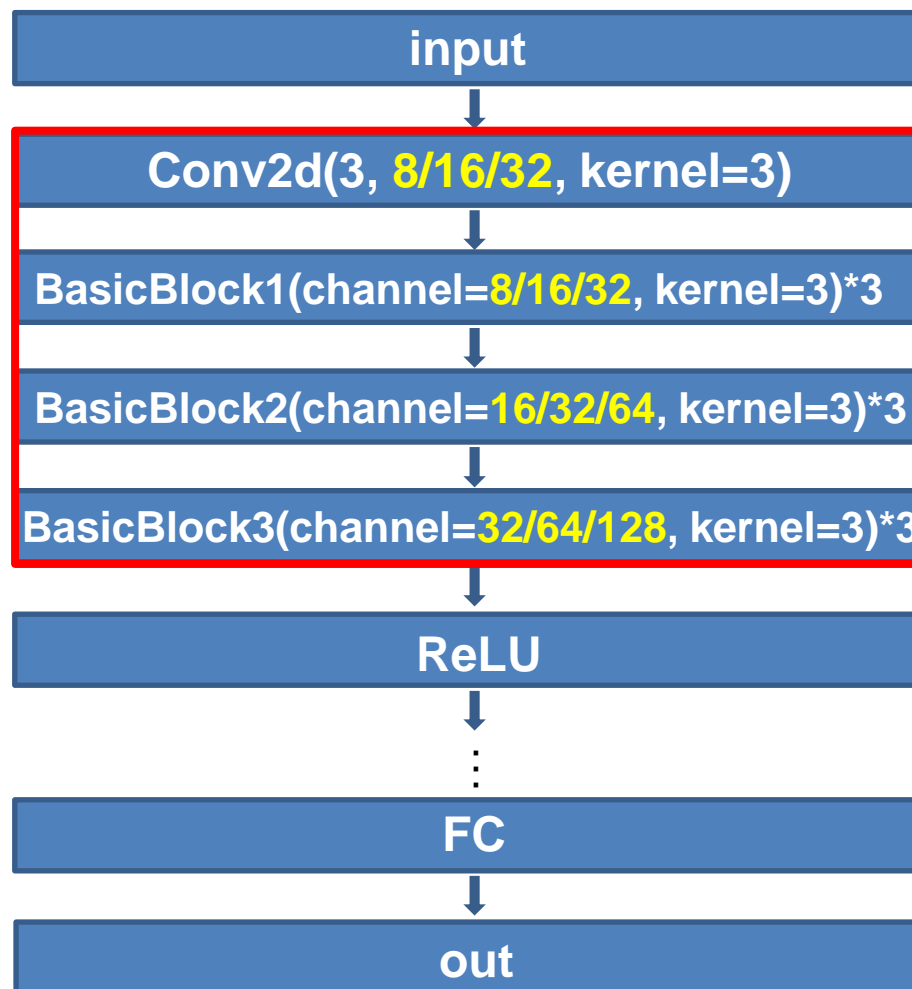 input
Conv2d(3, 8/16/32, kernel=3)
BasicBlock1(channel=8/16/32, kernel=3)*3
BasicBlock2(channel=16/32/64, kernel=3)*3
BasicBlock3(channel=32/64/128, kernel=3)*3
ReLU
⋮
FC
out